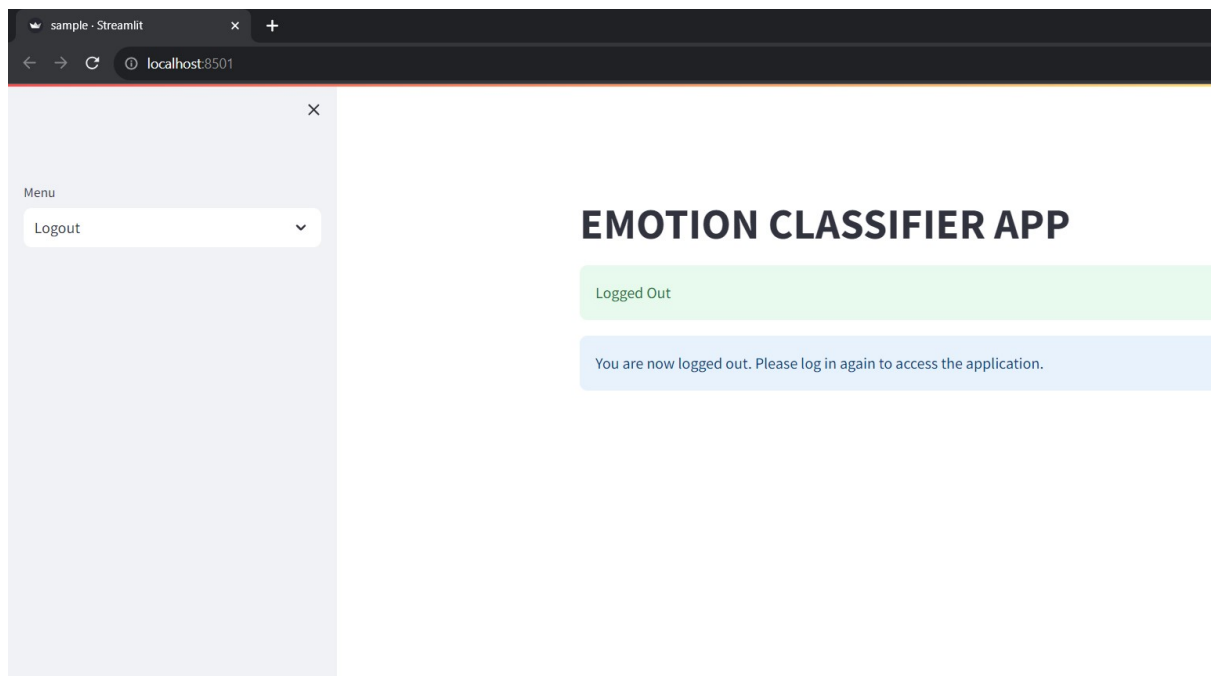 sample · Streamlit
localhost:8501
Menu
Logout
EMOTION CLASSIFIER APP
Logged Out
You are now logged out. Please log in again to access the application.